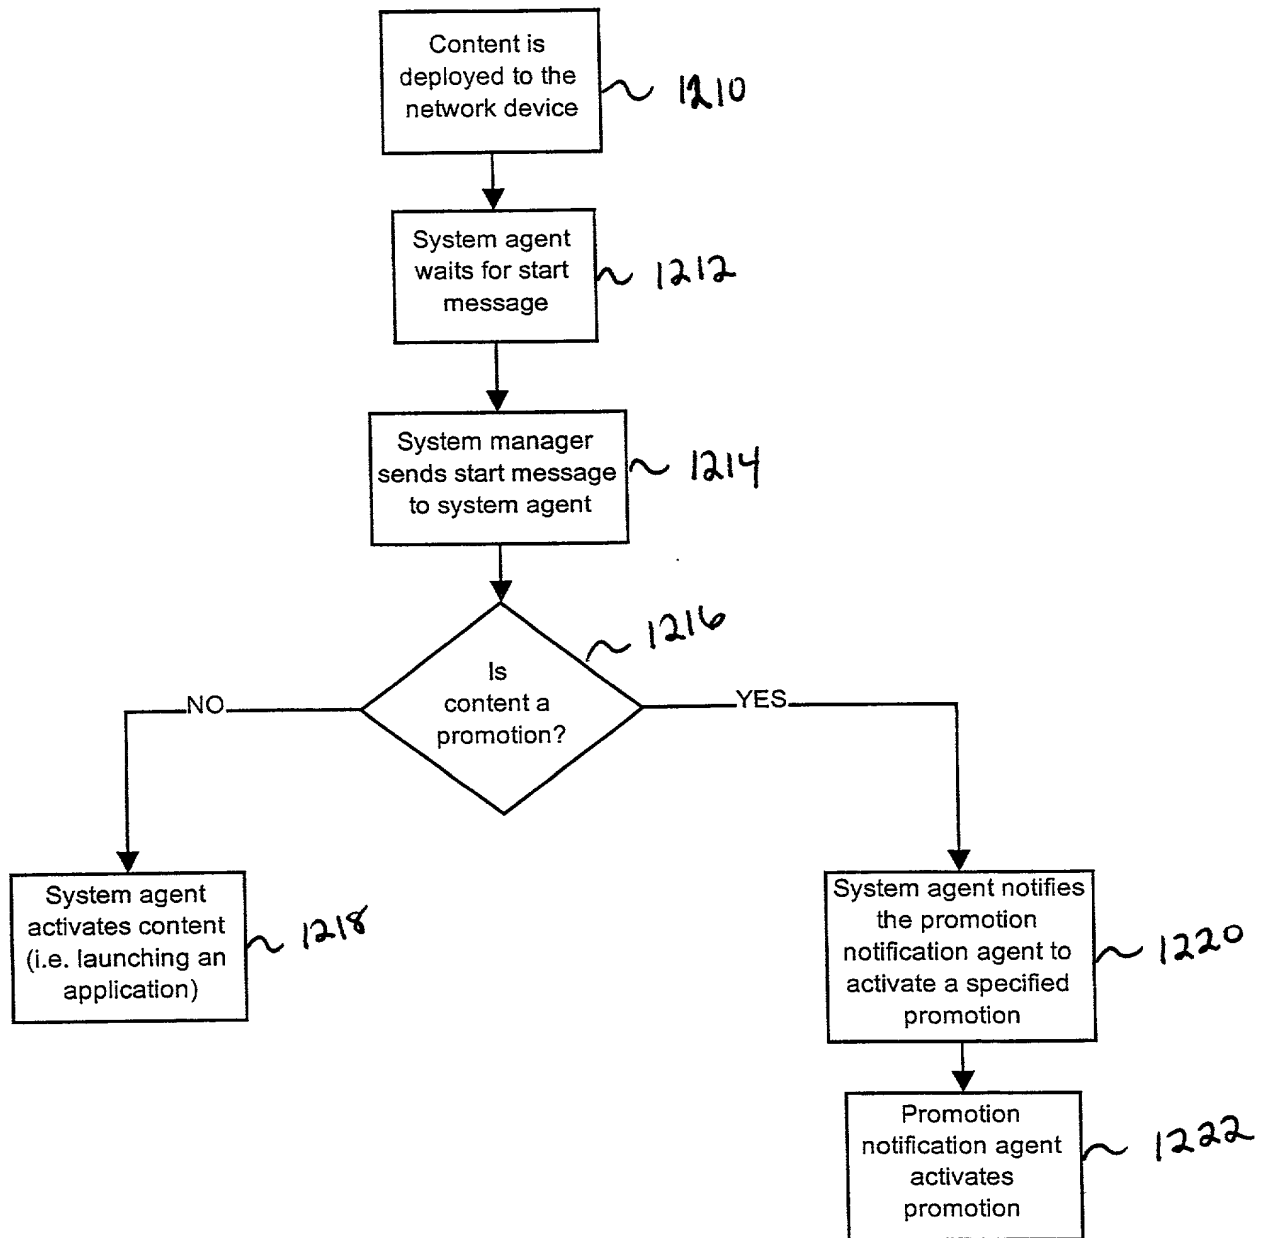 Content is
deployed to the
network device
1210
System agent
waits for start
message
1212
System manager
sends start message
to system agent
1214
Is
content a
promotion?
1216
NO
YES
System agent
activates content
(i.e. launching an
application)
1218
System agent notifies
the promotion
notification agent to
activate a specified
promotion
1220
Promotion
notification agent
activates
promotion
1222